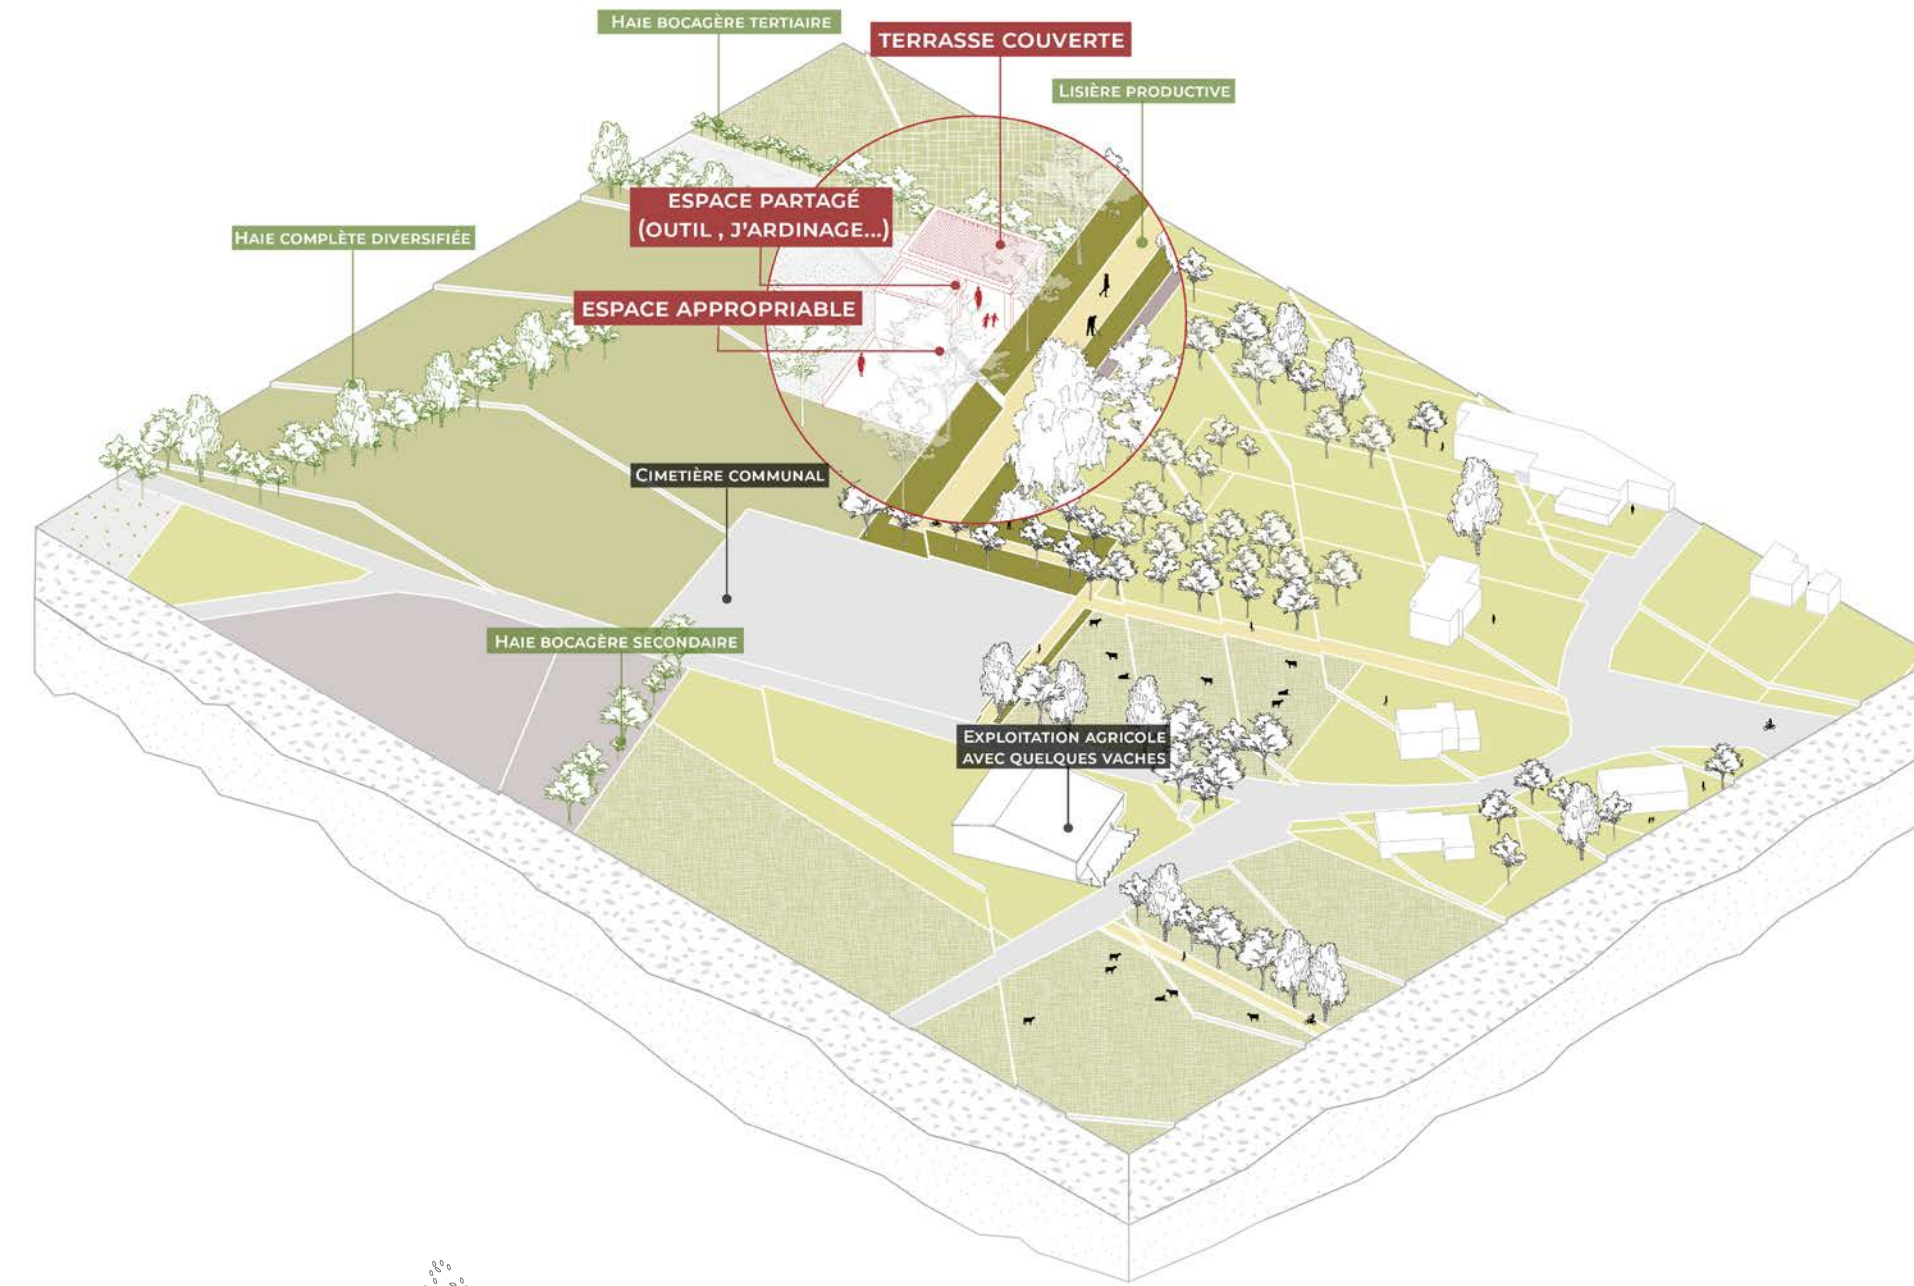 HAIE BOCAGÈRE TERTIAIRE
TERRASSE COUVERTE
LISIÈRE PRODUCTIVE
ESPACE PARTAGÉ
(OUTIL , J'ARDINAGE...)
HAIE COMPLÈTE DIVERSIFIÉE
ESPACE APPROPRIABLE
CIMETIÈRE COMMUNAL
HAIE BOCAGÈRE SECONDAIRE
EXPLOITATION AGRICOLE
AVEC QUELQUES VACHES